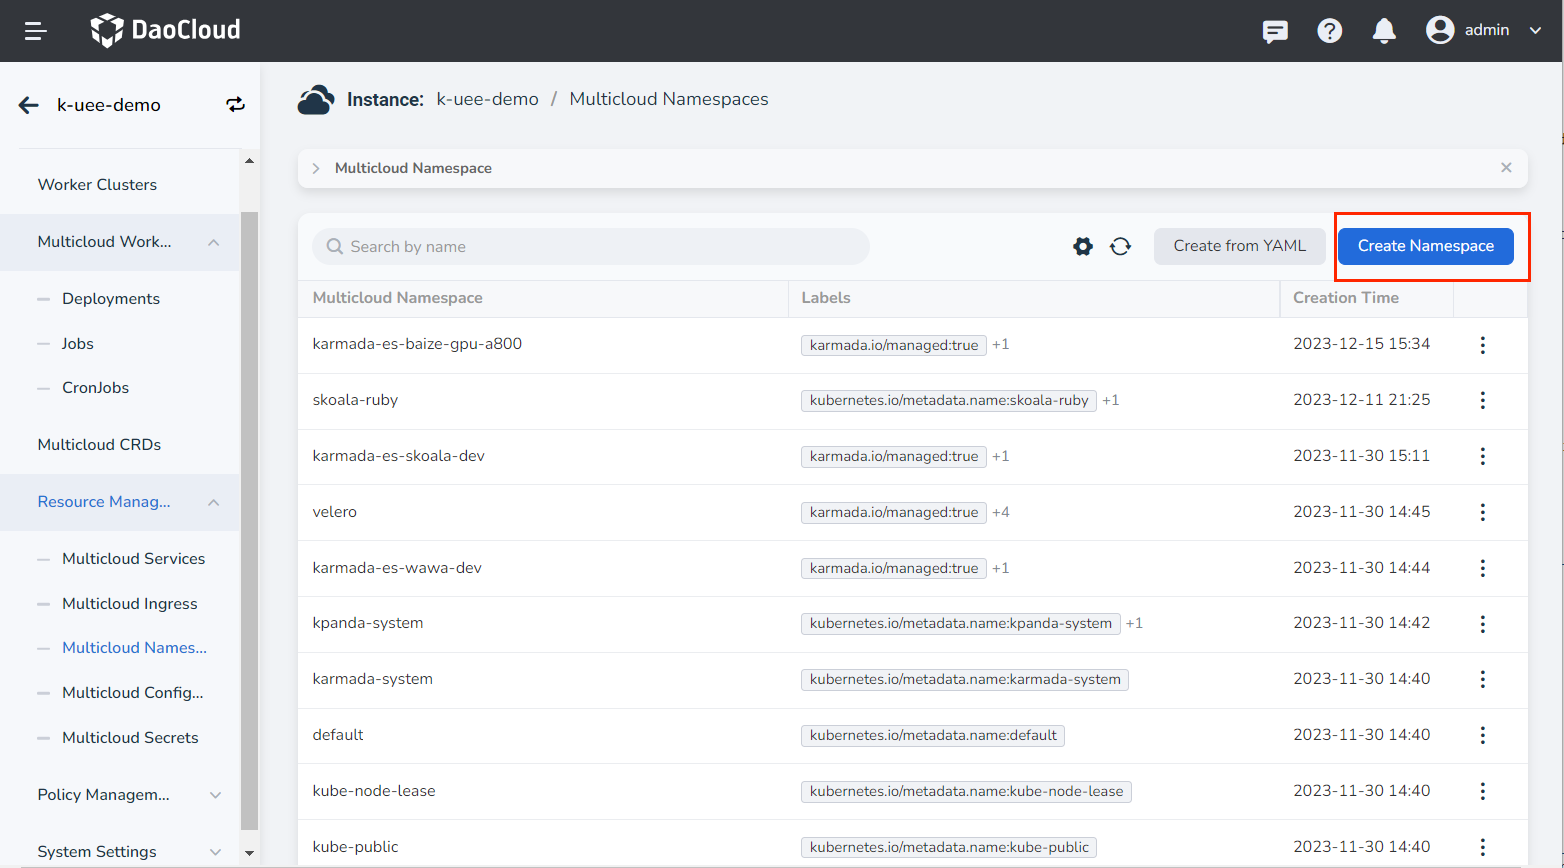 DaoCloud
admin
k-uee-demo
Instance: k-uee-demo / Multicloud Namespaces
Multicloud Namespace
Worker Clusters
Multicloud Work...
Deployments
Jobs
CronJobs
Multicloud CRDs
Resource Manag...
Multicloud Services
Multicloud Ingress
Multicloud Names...
Multicloud Config...
Multicloud Secrets
Policy Managem...
System Settings
Search by name
Create from YAML
Create Namespace
Multicloud Namespace Labels Creation Time
karmada-es-baize-gpu-a800 karmada.io/managed:true +1 2023-12-15 15:34
skoala-ruby kubernetes.io/metadata.name:skoala-ruby +1 2023-12-11 21:25
karmada-es-skoala-dev karmada.io/managed:true +1 2023-11-30 15:11
velero karmada.io/managed:true +4 2023-11-30 14:45
karmada-es-wawa-dev karmada.io/managed:true +1 2023-11-30 14:44
kpanda-system kubernetes.io/metadata.name:kpanda-system +1 2023-11-30 14:42
karmada-system kubernetes.io/metadata.name:karmada-system 2023-11-30 14:40
default kubernetes.io/metadata.name:default 2023-11-30 14:40
kube-node-lease kubernetes.io/metadata.name:kube-node-lease 2023-11-30 14:40
kube-public kubernetes.io/metadata.name:kube-public 2023-11-30 14:40